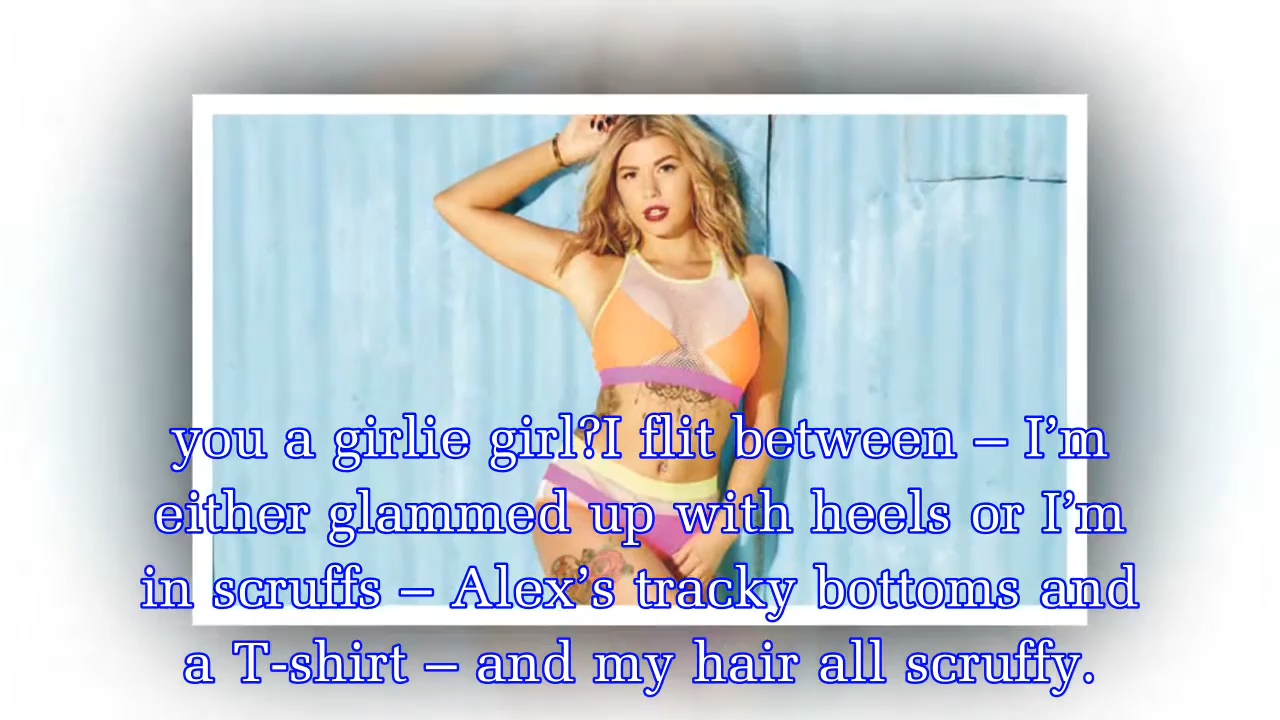 you a girlie girl?I flit between – I’m
either glammed up with heels or I’m
in scruffs – Alex’s tracky bottoms and
a T-shirt – and my hair all scruffy.